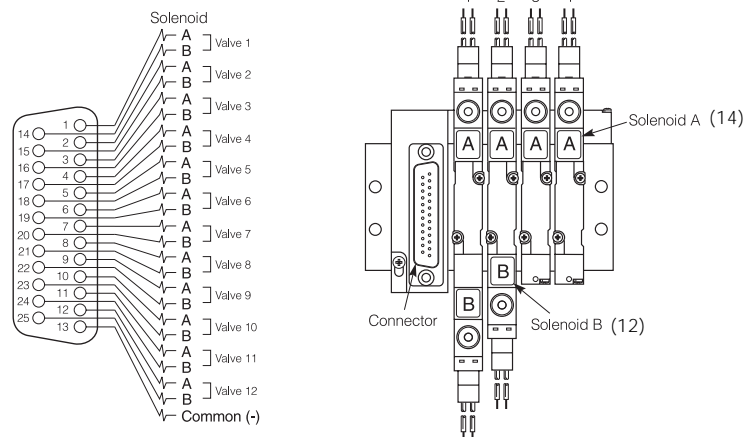 Solenoid
A
B
Valve 1
A
B
Valve 2
A
B
Valve 3
A
B
Valve 4
A
B
Valve 5
A
B
Valve 6
A
B
Valve 7
A
B
Valve 8
A
B
Valve 9
A
B
Valve 10
A
B
Valve 11
A
B
Valve 12
Common (-)
1
14
2
15
3
16
4
17
5
18
6
19
7
20
8
21
9
22
10
23
11
24
12
25
13
A A A A
Solenoid A (14)
B
B
Connector
Solenoid B (12)